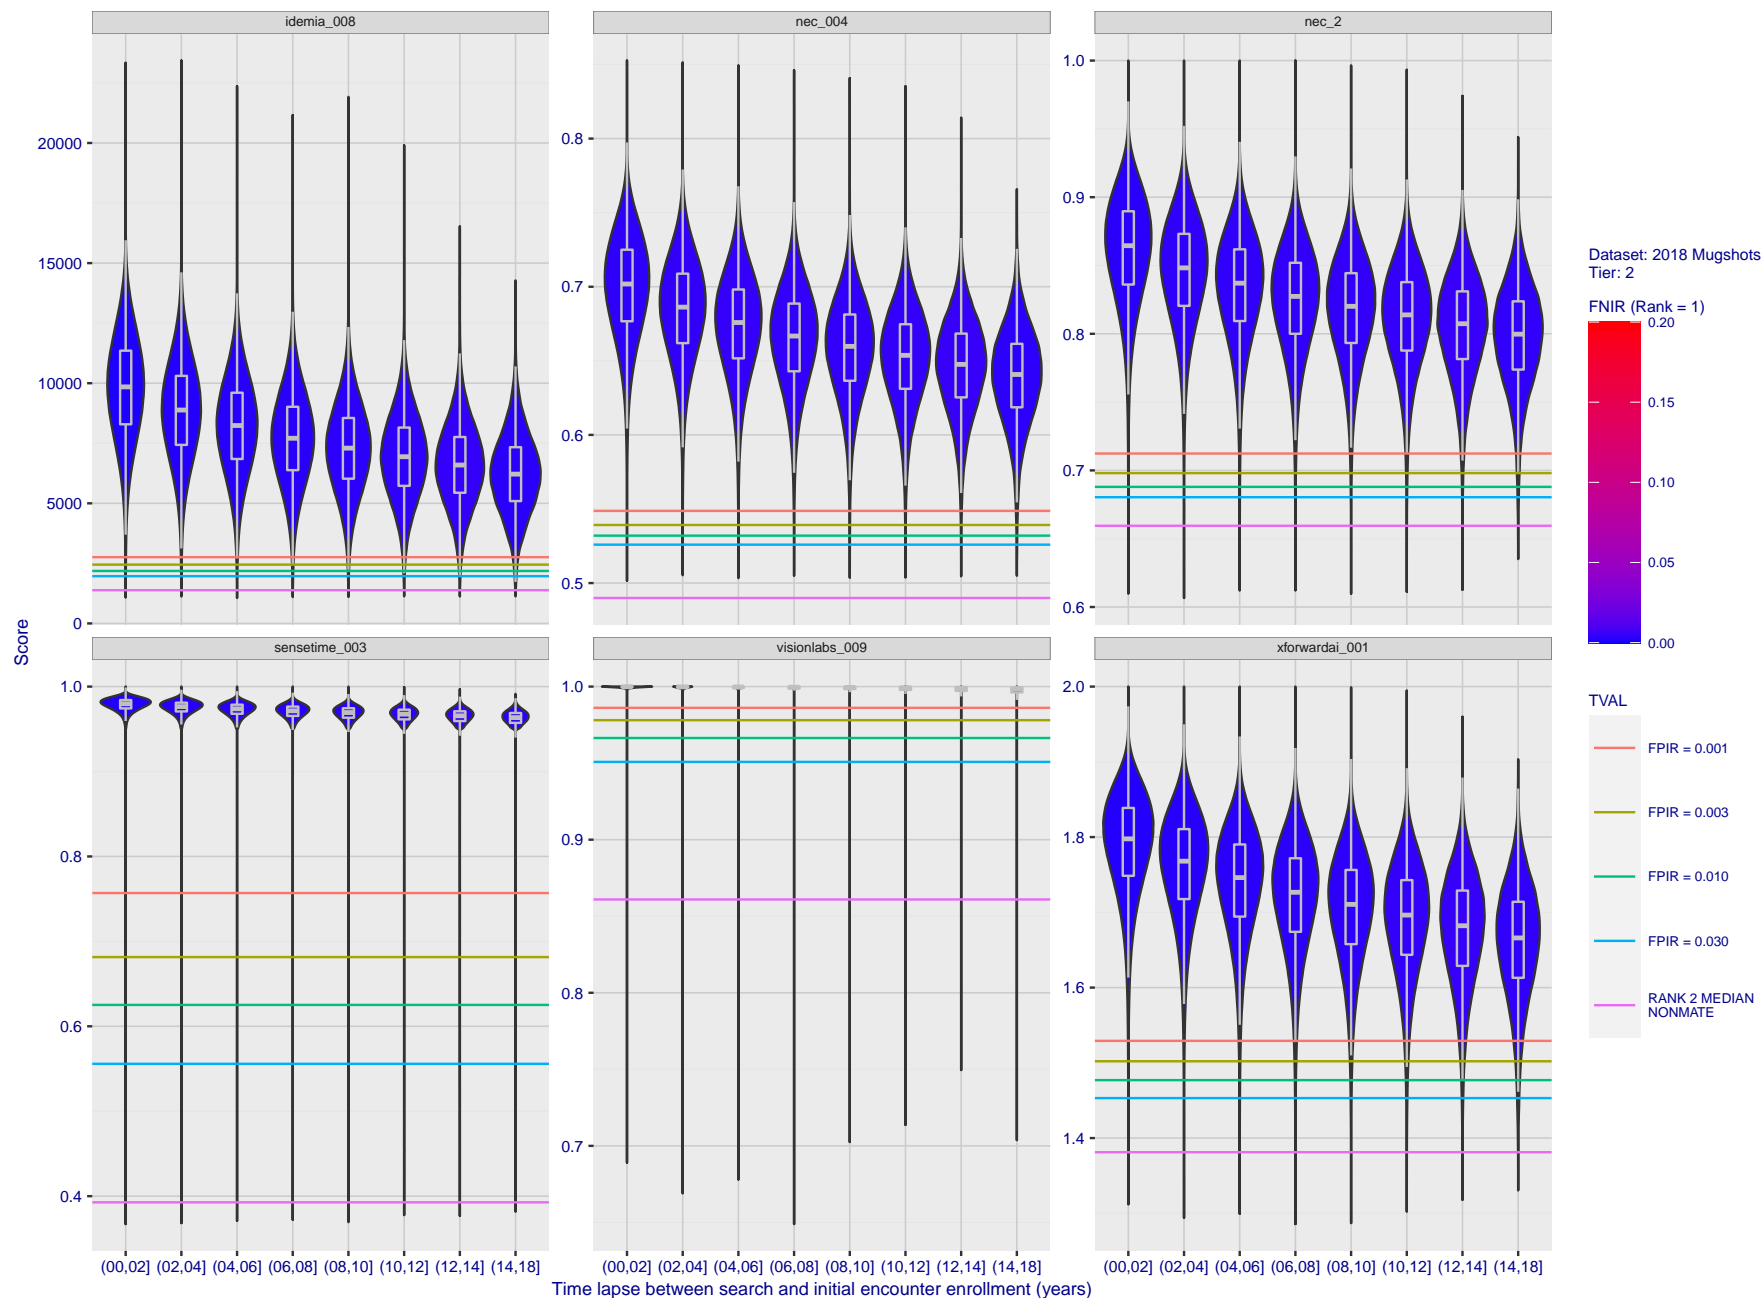 idemia_008
nec_004
nec_2
20000
15000
10000
5000
0
0.8
0.7
0.6
0.5
1.0
0.9
0.8
0.7
0.6
Score
sensetime_003
visionlabs_009
xforwardai_001
1.0
0.8
0.6
0.4
1.0
0.9
0.8
0.7
2.0
1.8
1.6
1.4
(00,02] (02,04] (04,06] (06,08] (08,10] (10,12] (12,14] (14,18]
(00,02] (02,04] (04,06] (06,08] (08,10] (10,12] (12,14] (14,18]
(00,02] (02,04] (04,06] (06,08] (08,10] (10,12] (12,14] (14,18]
Time lapse between search and initial encounter enrollment (years)
Dataset: 2018 Mugshots
Tier: 2
FNIR (Rank = 1)
0.20
0.15
0.10
0.05
0.00
TVAL
FPIR = 0.001
FPIR = 0.003
FPIR = 0.010
FPIR = 0.030
RANK 2 MEDIAN
NONMATE